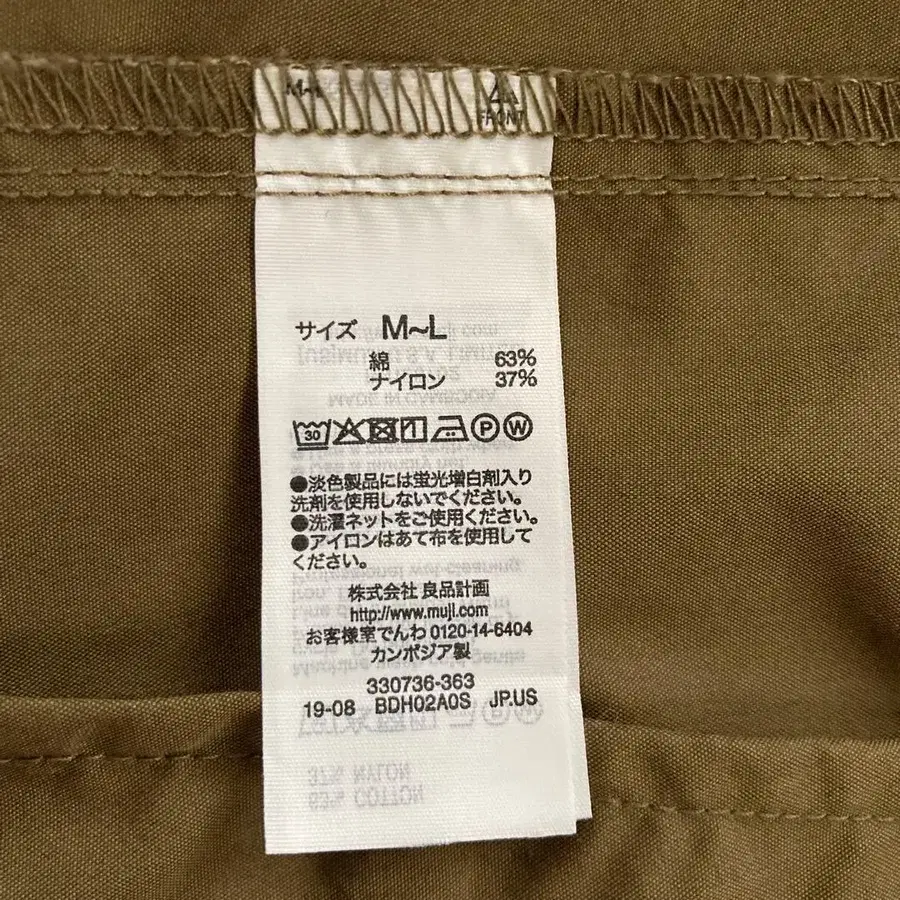 M~L
FRONT
サイズ M~L
綿 63%
ナイロン 37%
30
●淡色製品には蛍光増白剤入り
洗剤を使用しないでください。
●洗濯ネットをご使用ください。
●アイロンはあて布を使用して
ください。
株式会社 良品計画
http://www.muji.com
お客様室でんわ 0120-14-6404
カンボジア製
330736-363
19-08 BDH02A0S JP.US
37% NYLON
63% COTTON